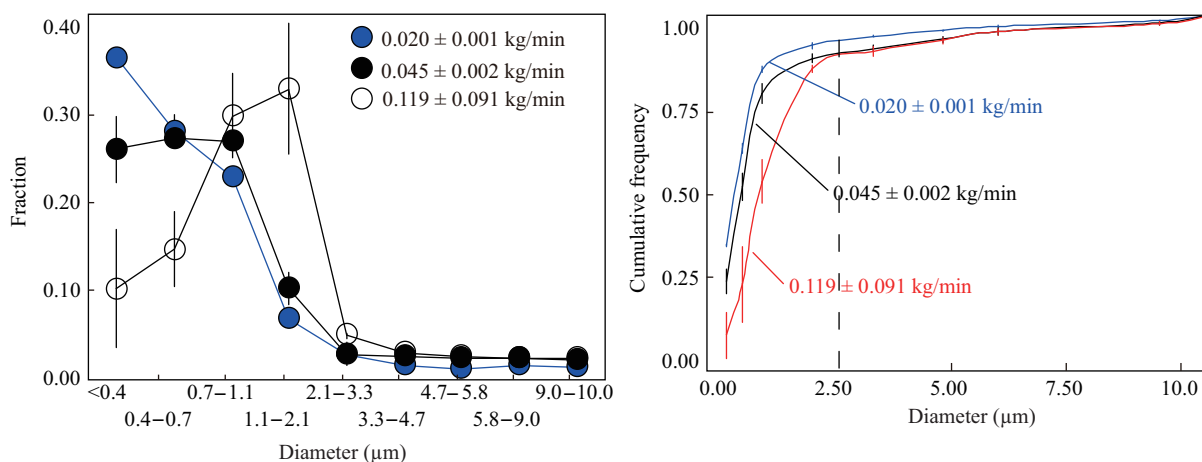 0.40
0.30
0.20
0.10
0.00
Fraction
0.020 ± 0.001 kg/min
0.045 ± 0.002 kg/min
0.119 ± 0.091 kg/min
<0.4
0.7−1.1
2.1−3.3
4.7−5.8
9.0−10.0
0.4−0.7
1.1−2.1
3.3−4.7
5.8−9.0
Diameter (µm)
1.00
0.75
0.50
0.25
0.00
Cumulative frequency
0.020 ± 0.001 kg/min
0.045 ± 0.002 kg/min
0.119 ± 0.091 kg/min
0.00
2.50
5.00
7.50
10.0
Diameter (µm)